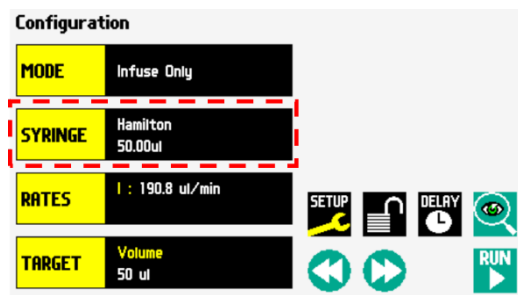 Configuration
MODE
Infuse Only
SYRINGE
Hamilton
50.00ul
RATES
I : 190.8 ul/min
TARGET
Volume
50 ul
SETUP
DELAY
RUN